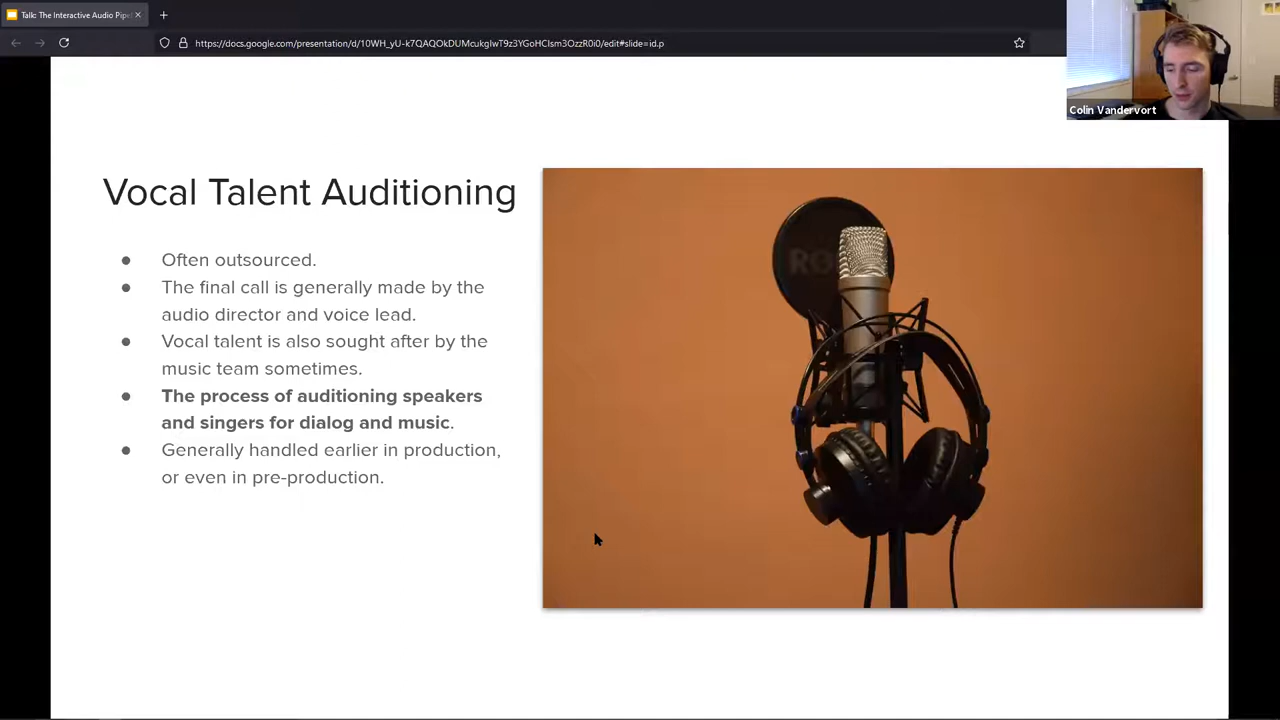 Talk: The Interactive Audio Pipe
https://docs.google.com/presentation/d/10WH_yU-k7QAQOkDUMcukgIwT9z3YGoHCIsm3OzzR0i0/edit#slide=id.p
Colin Vandervort
Vocal Talent Auditioning
● Often outsourced.
● The final call is generally made by the
audio director and voice lead.
● Vocal talent is also sought after by the
music team sometimes.
● The process of auditioning speakers
and singers for dialog and music.
● Generally handled earlier in production,
or even in pre-production.